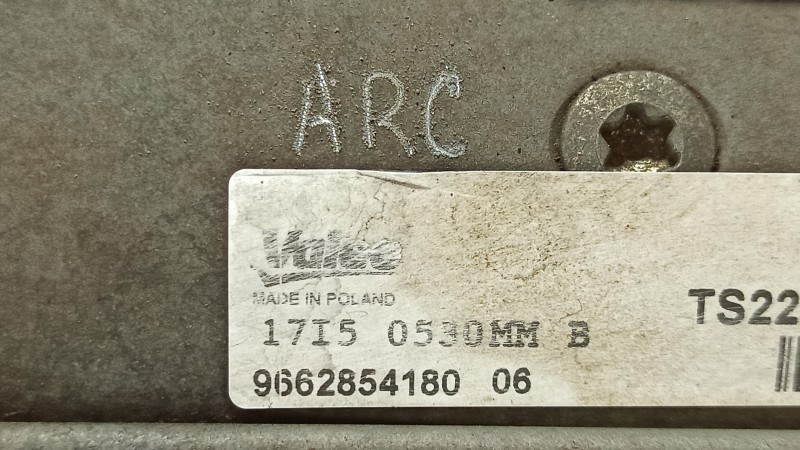 ARC
Valeo
MADE IN POLAND
TS22
17I5 0530MM B
9662854180 06